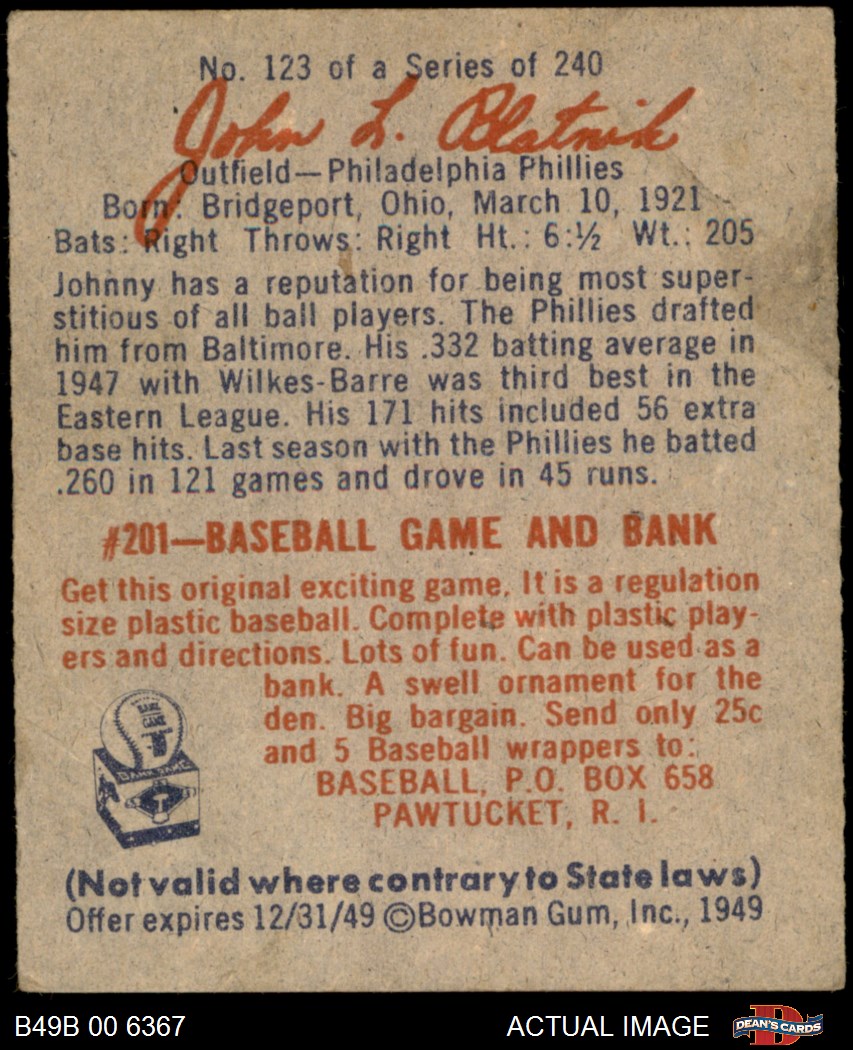 No. 123 of a Series of 240
John L. Blatnik
Outfield—Philadelphia Phillies
Born: Bridgeport, Ohio, March 10, 1921
Bats: Right Throws: Right Ht.: 6:½ Wt.: 205
Johnny has a reputation for being most super-
stitious of all ball players. The Phillies drafted
him from Baltimore. His .332 batting average in
1947 with Wilkes-Barre was third best in the
Eastern League. His 171 hits included 56 extra
base hits. Last season with the Phillies he batted
.260 in 121 games and drove in 45 runs.
#201—BASEBALL GAME AND BANK
Get this original exciting game. It is a regulation
size plastic baseball. Complete with plastic play-
ers and directions. Lots of fun. Can be used as a
bank. A swell ornament for the
den. Big bargain. Send only 25c
and 5 Baseball wrappers to:
BASEBALL, P.O. BOX 658
PAWTUCKET, R. I.
BANK
GAME
BANK GAME
(Not valid where contrary to State laws)
Offer expires 12/31/49 ©Bowman Gum, Inc., 1949
B49B 00 6367
ACTUAL IMAGE
D
DEAN'S CARDS